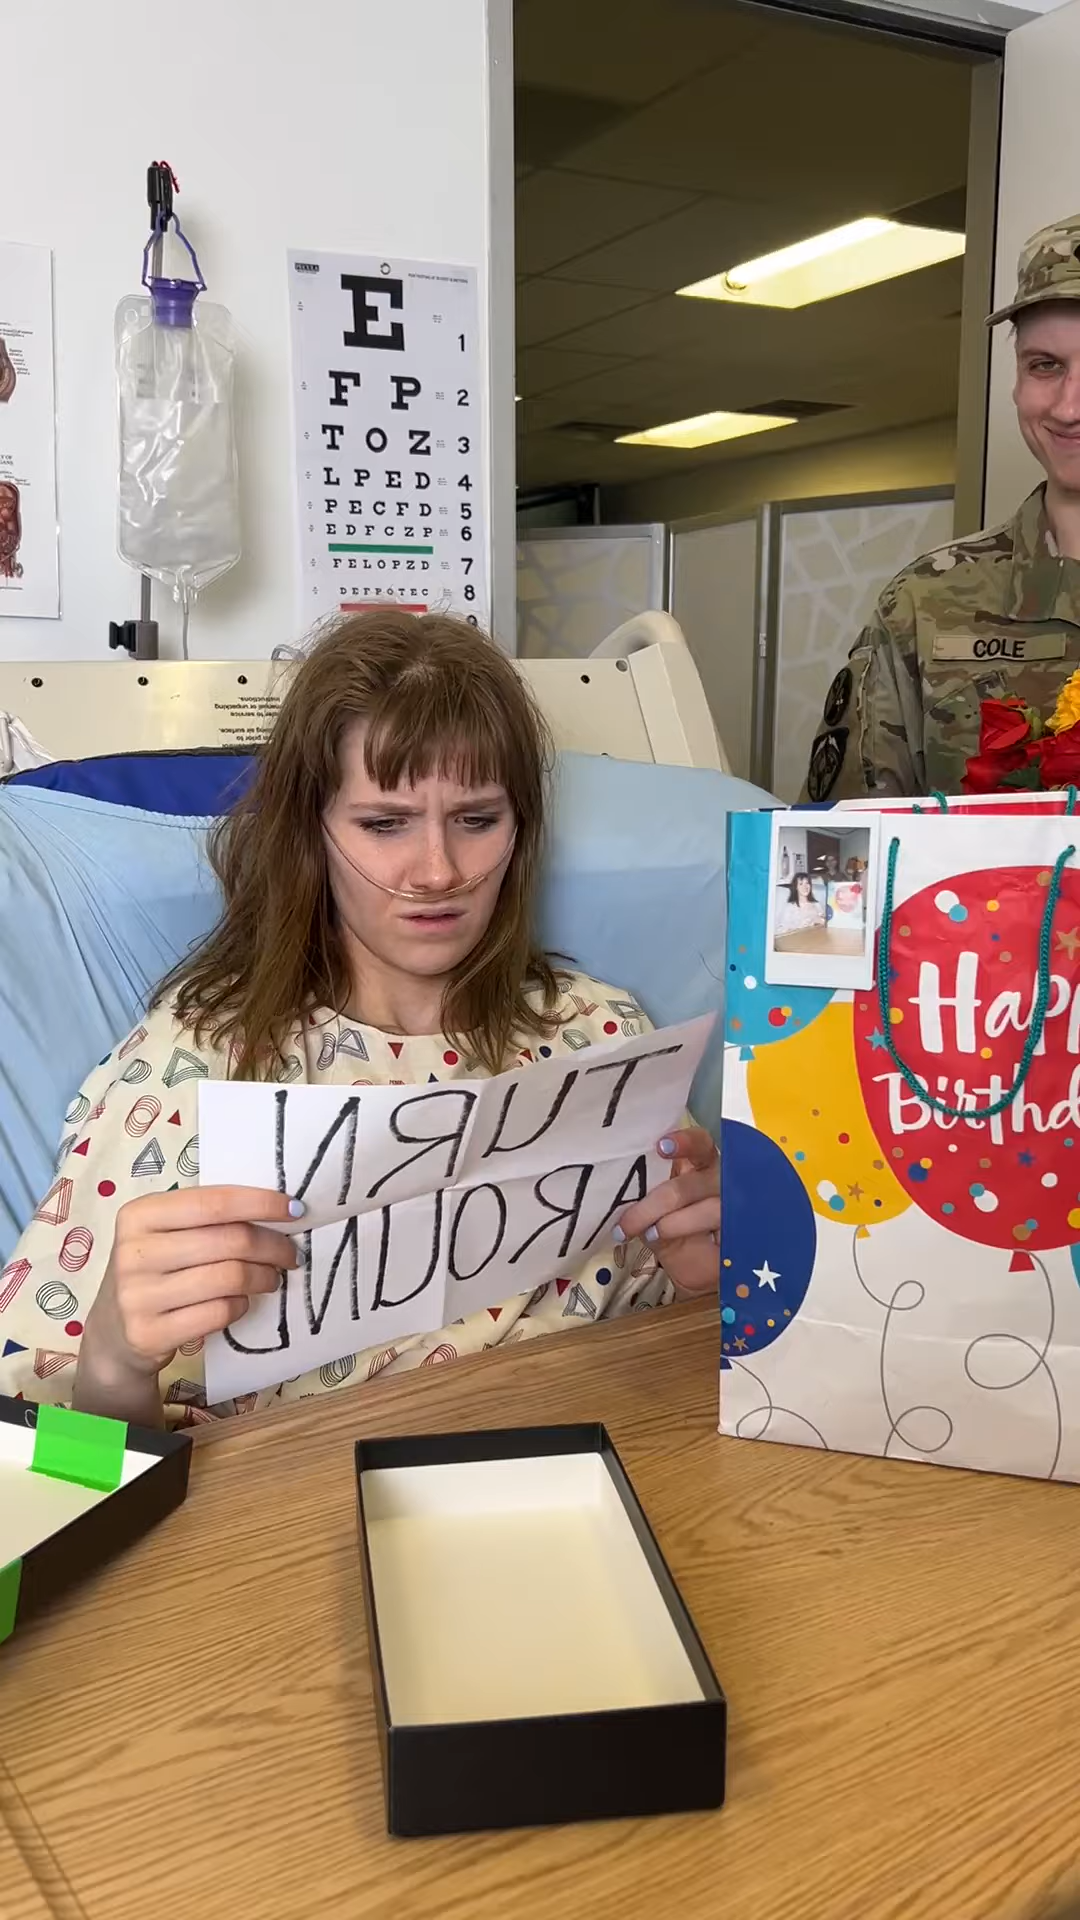 E 1
F P 2
T O Z 3
L P E D 4
P E C F D 5
E D F C Z P 6
F E L O P Z D 7
D E F P O T E C 8
COLE
Happ
Birthd
TURN
AROUND